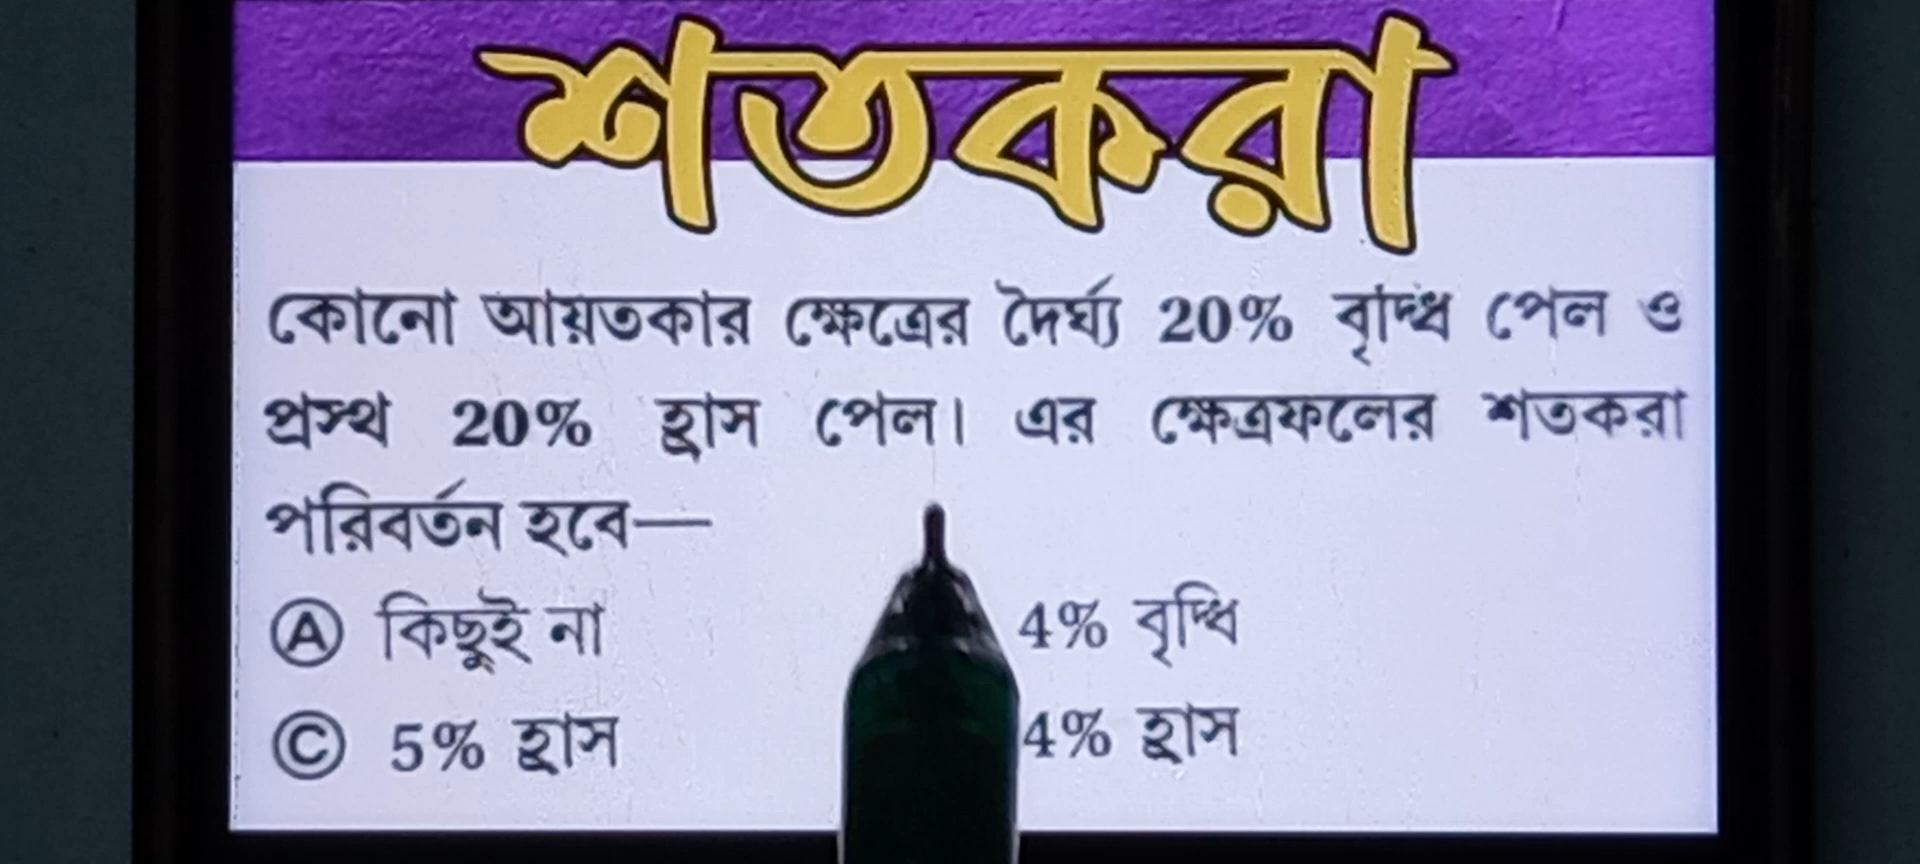 শতকরা
কোনো আয়তকার ক্ষেত্রের দৈর্ঘ্য 20% বৃদ্ধি পেল ও
প্রস্থ 20% হ্রাস পেল। এর ক্ষেত্রফলের শতকরা
পরিবর্তন হবে—
Ⓐ কিছুই না 4% বৃদ্ধি
Ⓒ 5% হ্রাস 4% হ্রাস